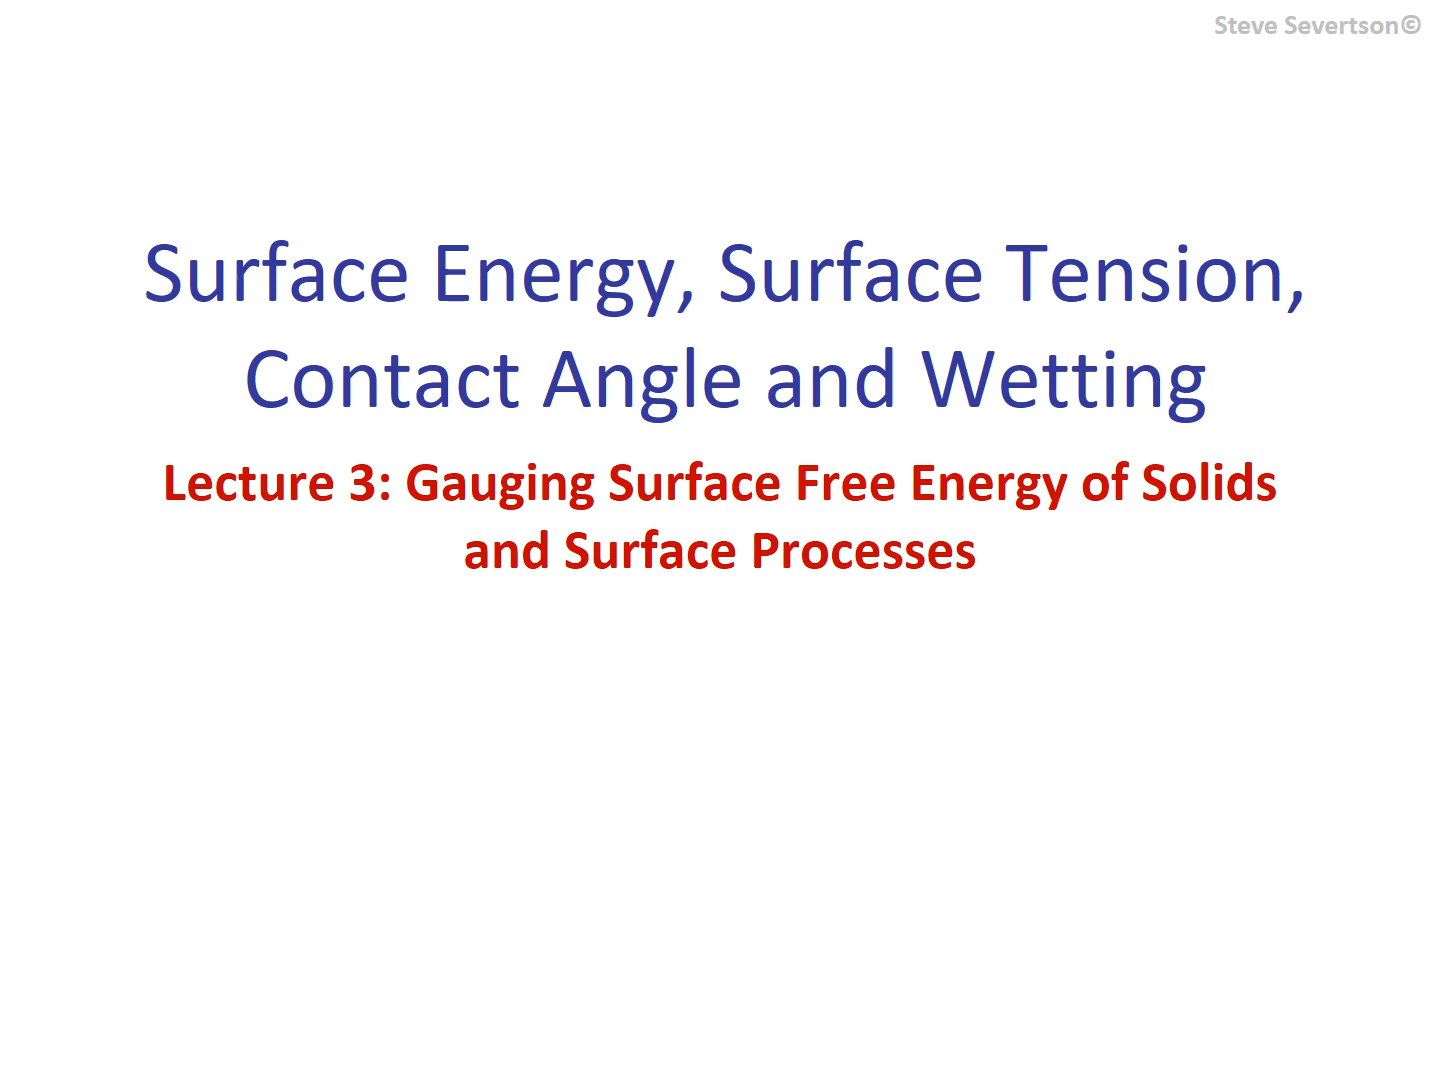 Steve Severtson©
Surface Energy, Surface Tension,
Contact Angle and Wetting
Lecture 3: Gauging Surface Free Energy of Solids
and Surface Processes